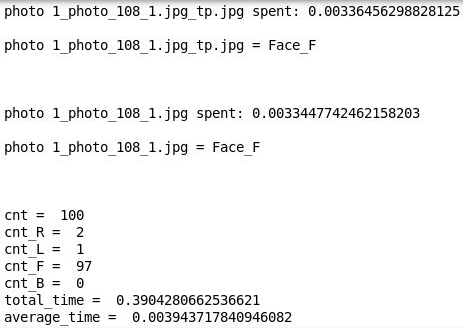 photo 1_photo_108_1.jpg_tp.jpg spent: 0.00336456298828125
photo 1_photo_108_1.jpg_tp.jpg = Face_F
photo 1_photo_108_1.jpg spent: 0.0033447742462158203
photo 1_photo_108_1.jpg = Face_F
cnt =  100
cnt_R =  2
cnt_L =  1
cnt_F =  97
cnt_B =  0
total_time =  0.3904280662536621
average_time =  0.003943717840946082